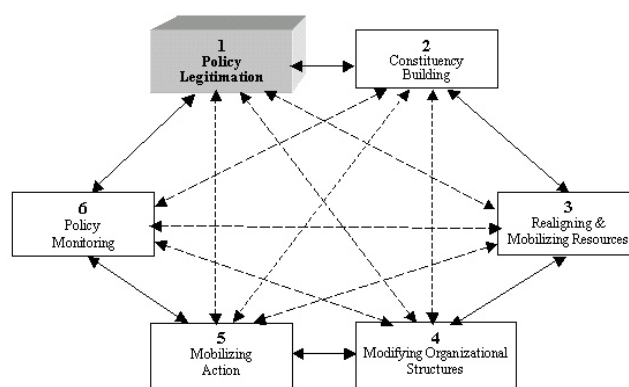 1
Policy
Legitimation
2
Constituency
Building
3
Realigning &
Mobilizing Resources
4
Modifying Organizational
Structures
5
Mobilizing
Action
6
Policy
Monitoring